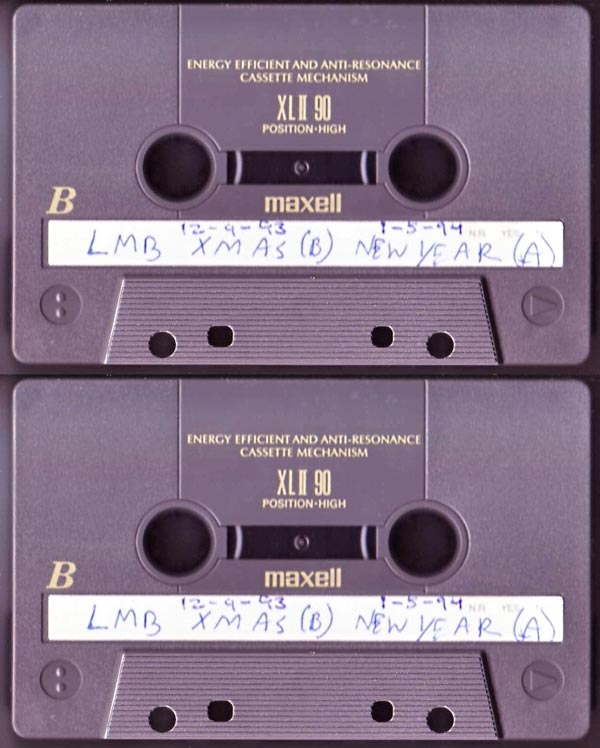 ENERGY EFFICIENT AND ANTI-RESONANCE
CASSETTE MECHANISM
XLII 90
POSITION•HIGH
maxell
B
12-9-93 1-5-94 N.R. YES
LMB XMAS (B) NEW YEAR (A)
ENERGY EFFICIENT AND ANTI-RESONANCE
CASSETTE MECHANISM
XLII 90
POSITION•HIGH
maxell
B
12-9-93 1-5-94 N.R. YES
LMB XMAS (B) NEW YEAR (A)